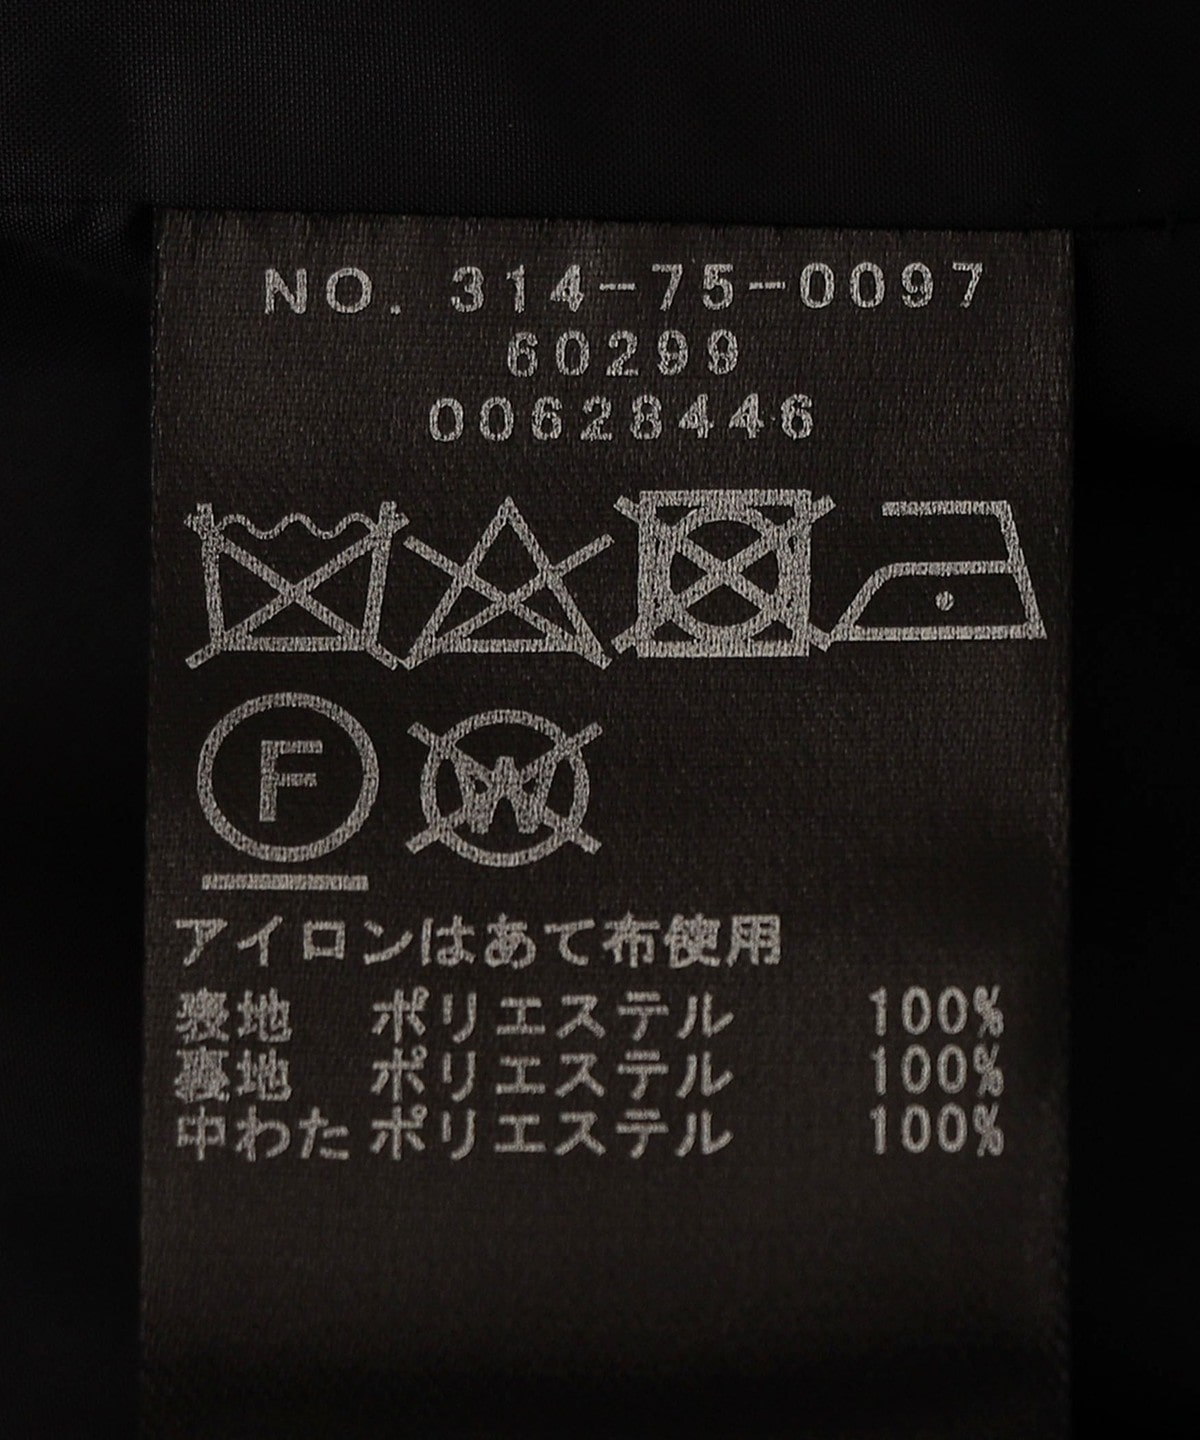 NO. 314-75-0097
60299
00628446
F W
アイロンはあて布使用
表地 ポリエステル 100%
裏地 ポリエステル 100%
中わた ポリエステル 100%